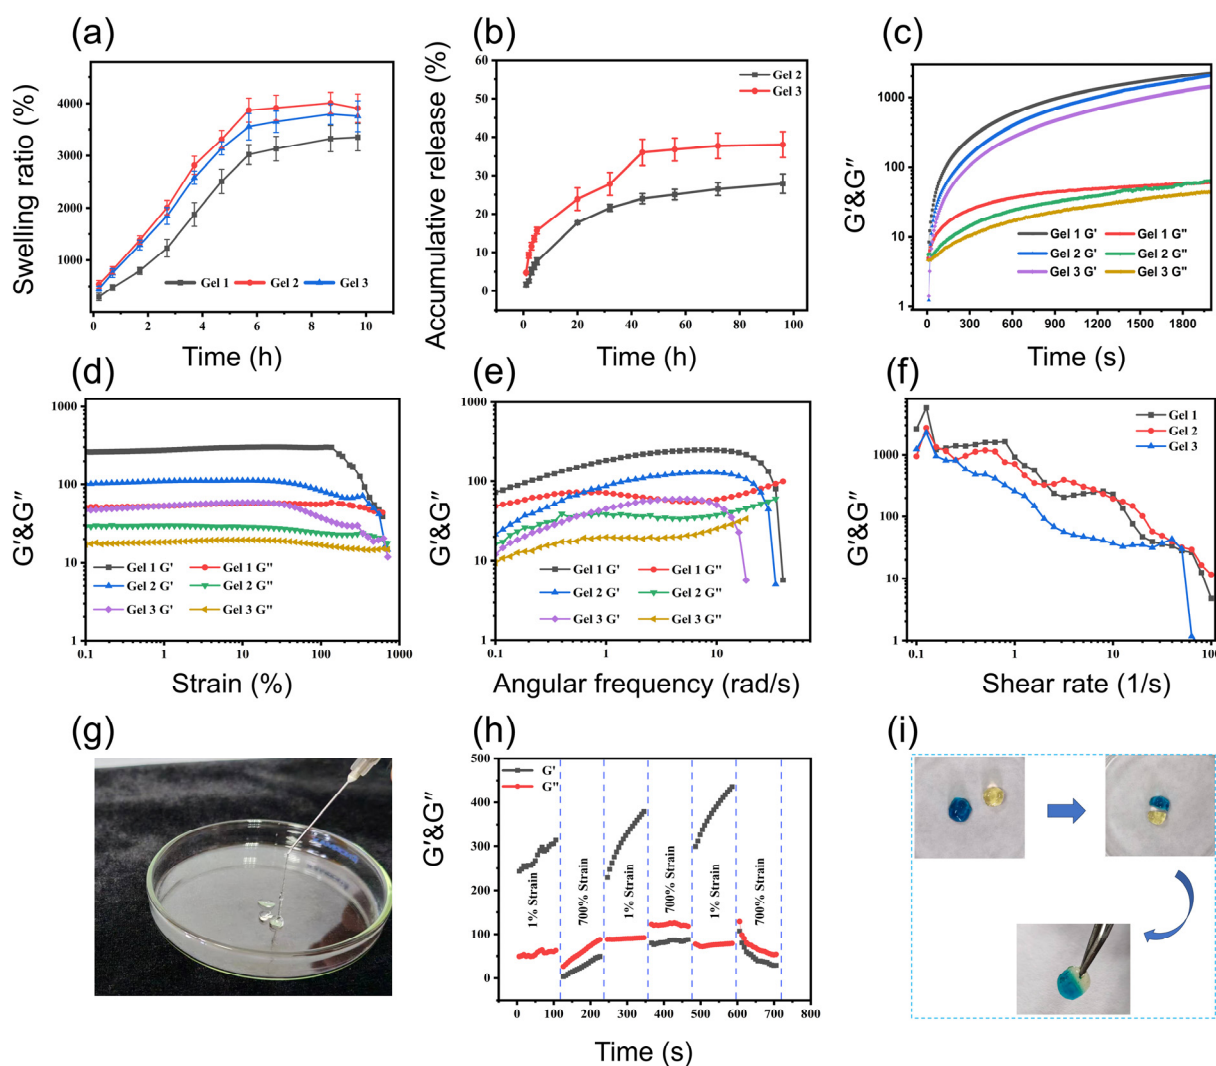 (a)
Swelling ratio (%)
4000
3000
2000
1000
Gel 1 Gel 2 Gel 3
0 2 4 6 8 10
Time (h)
(b)
Accumulative release (%)
60
50
40
30
20
10
0
Gel 2
Gel 3
0 20 40 60 80 100
Time (h)
(c)
G'&G"
1000
100
10
1
Gel 1 G' Gel 1 G"
Gel 2 G' Gel 2 G"
Gel 3 G' Gel 3 G"
0 300 600 900 1200 1500 1800
Time (s)
(d)
G'&G"
1000
100
10
1
Gel 1 G' Gel 1 G"
Gel 2 G' Gel 2 G"
Gel 3 G' Gel 3 G"
0.1 1 10 100 1000
Strain (%)
(e)
G'&G"
1000
100
10
1
Gel 1 G' Gel 1 G"
Gel 2 G' Gel 2 G"
Gel 3 G' Gel 3 G"
0.1 1 10
Angular frequency (rad/s)
(f)
G'&G"
1000
100
10
1
Gel 1
Gel 2
Gel 3
0.1 1 10 100
Shear rate (1/s)
(g)
(h)
G'&G"
500
450
400
350
300
250
200
150
100
50
0
G'
G"
1% Strain
700% Strain
1% Strain
700% Strain
1% Strain
700% Strain
0 100 200 300 400 500 600 700 800
Time (s)
(i)